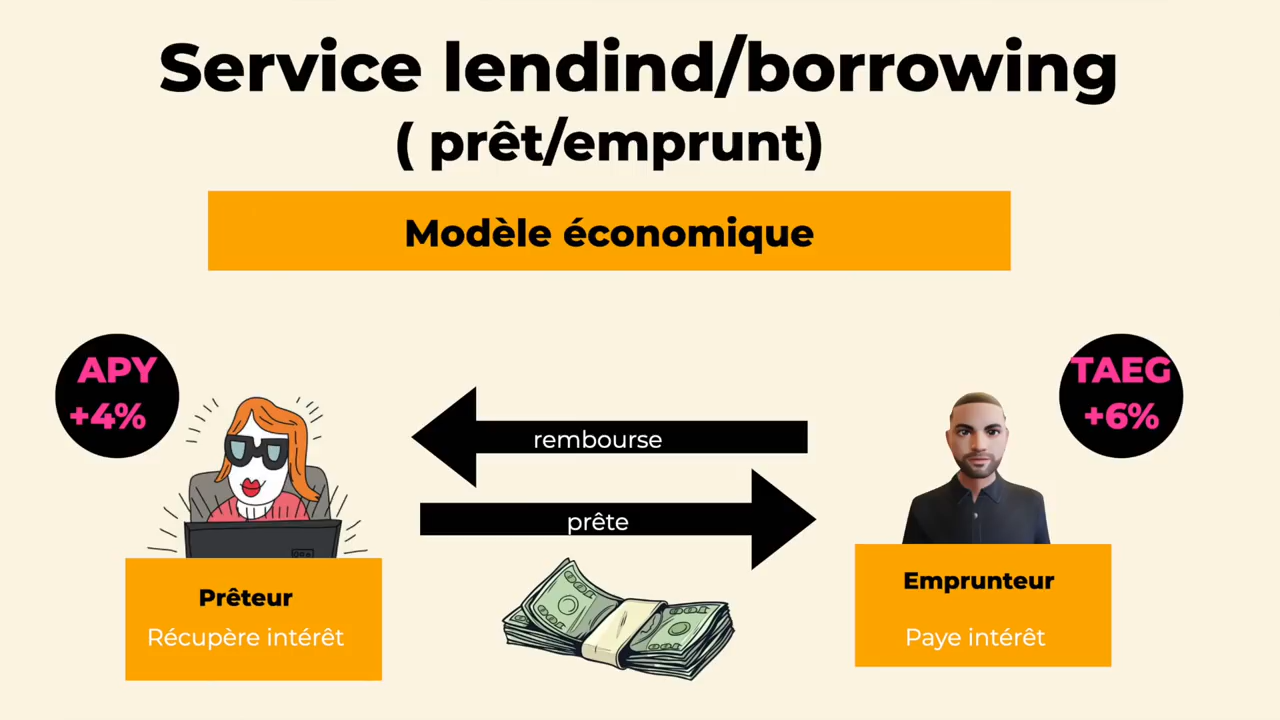 Service lendind/borrowing
( prêt/emprunt)
Modèle économique
APY
+4%
TAEG
+6%
rembourse
prête
Prêteur
Récupère intérêt
Emprunteur
Paye intérêt